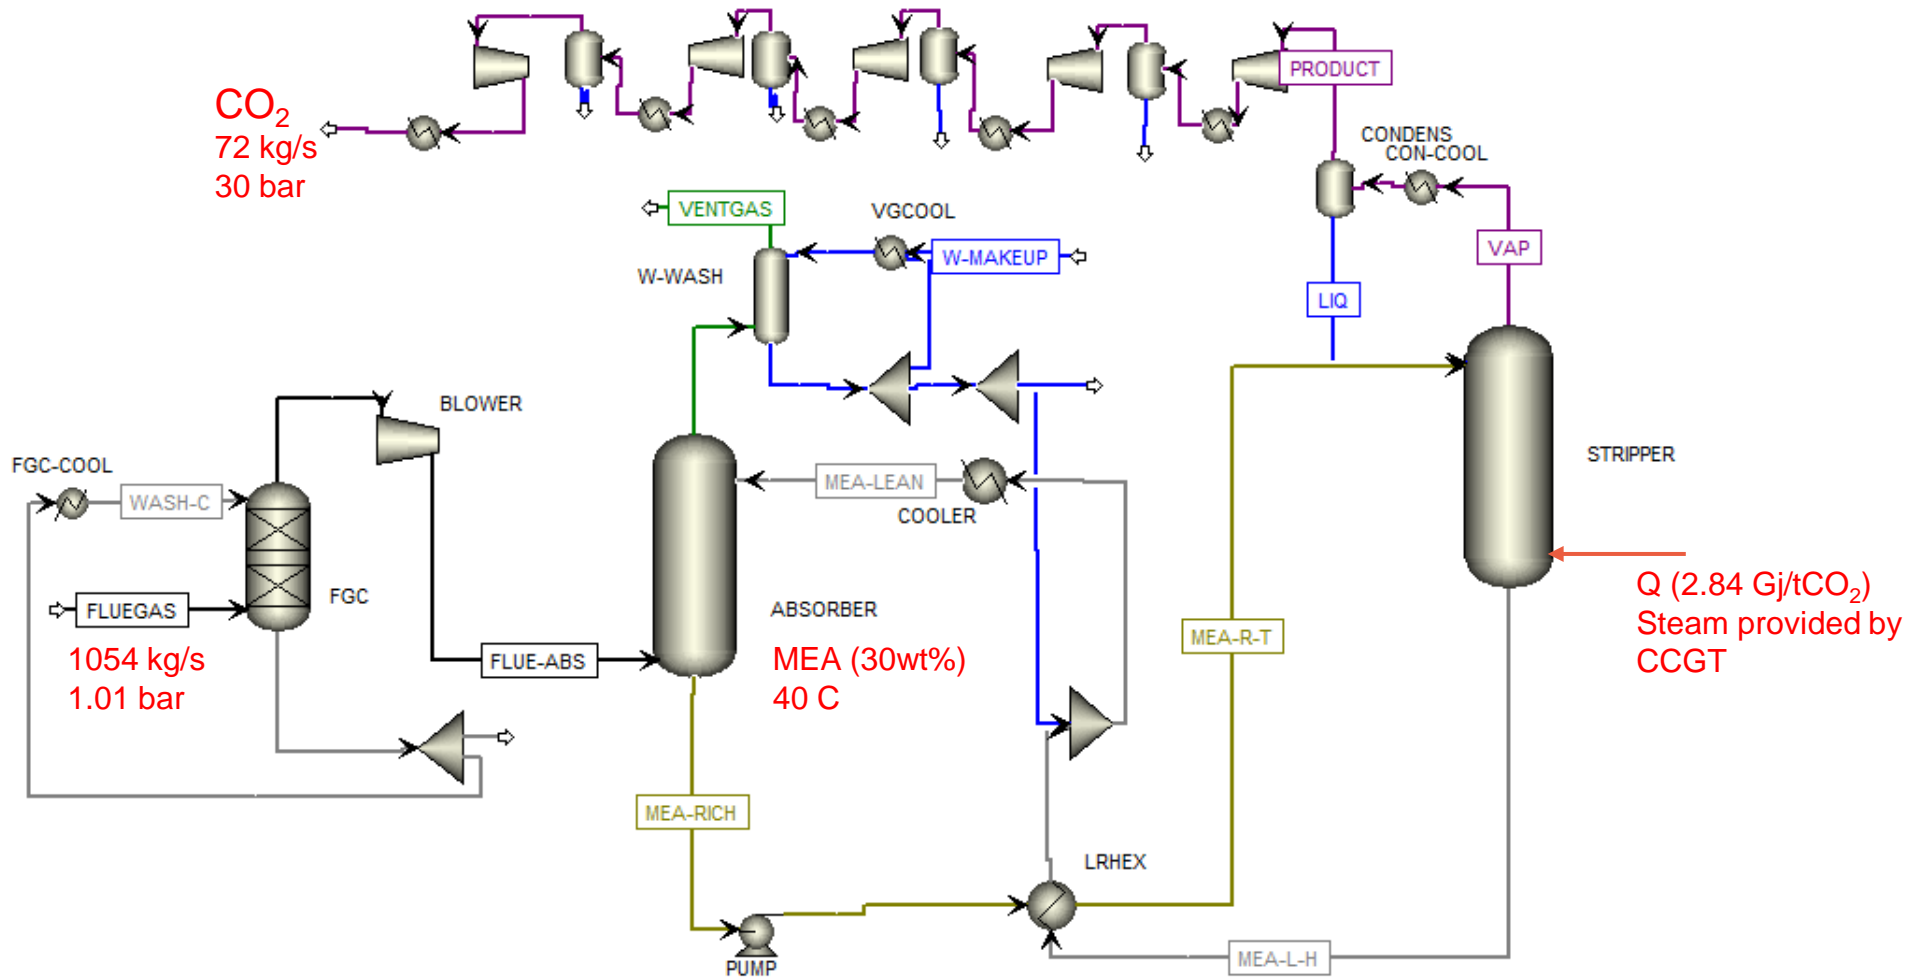 PRODUCT
CO₂
72 kg/s
30 bar
CONDENS
CON-COOL
VENTGAS
VGCOOL
W-MAKEUP
W-WASH
VAP
LIQ
BLOWER
FGC-COOL
WASH-C
MEA-LEAN
COOLER
STRIPPER
FLUEGAS
FGC
1054 kg/s
1.01 bar
FLUE-ABS
ABSORBER
MEA (30wt%)
40 C
MEA-R-T
Q (2.84 Gj/tCO₂)
Steam provided by
CCGT
MEA-RICH
LRHEX
PUMP
MEA-L-H